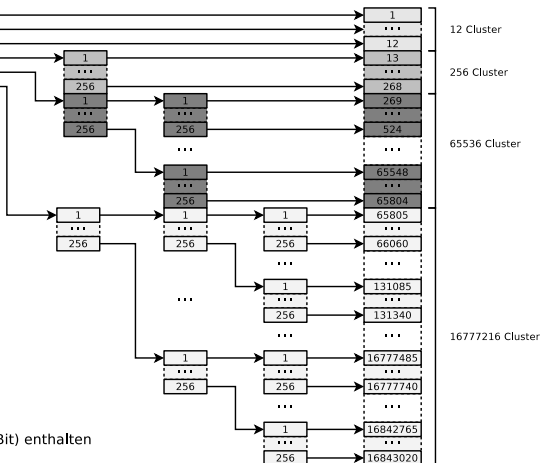 1
... ...
12
12 Cluster
1 13
... ...
256 268
256 Cluster
1 1 269
... ... ...
256 256 524
... ...
65536 Cluster
1 65548
... ...
256 65804
1 1 1 65805
... ... ... ...
256 256 256 66060
... ...
1 131085
... ... ...
256 131340
... ...
16777216 Cluster
1 1 16777485
... ... ...
256 256 16777740
... ...
1 16842765
... ...
Bit) enthalten
256 16843020